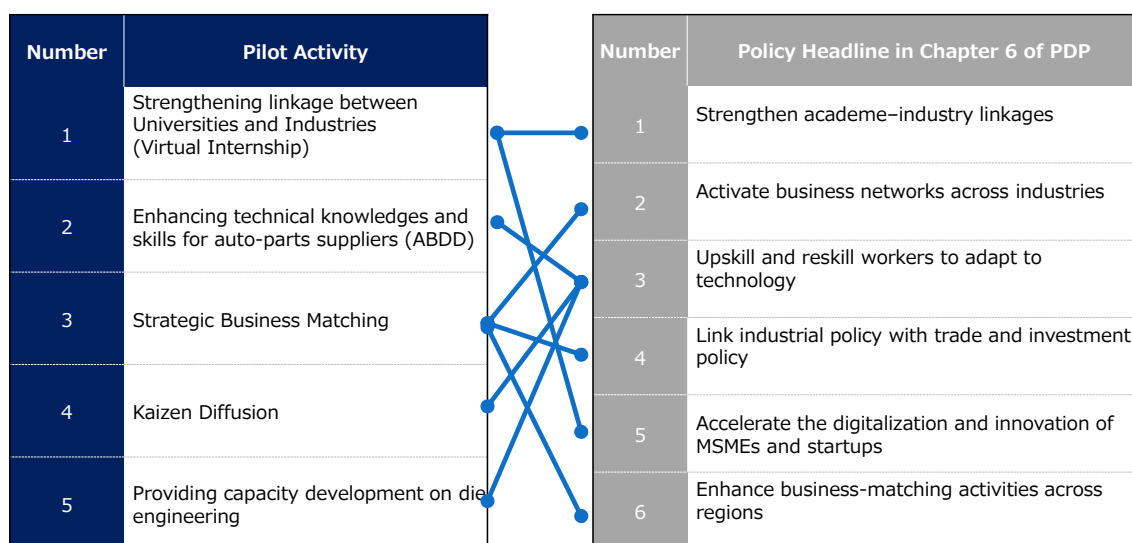 Number
Pilot Activity
1
Strengthening linkage between
Universities and Industries
(Virtual Internship)
2
Enhancing technical knowledges and
skills for auto-parts suppliers (ABDD)
3
Strategic Business Matching
4
Kaizen Diffusion
5
Providing capacity development on die
engineering
Number
Policy Headline in Chapter 6 of PDP
1
Strengthen academe–industry linkages
2
Activate business networks across industries
3
Upskill and reskill workers to adapt to
technology
4
Link industrial policy with trade and investment
policy
5
Accelerate the digitalization and innovation of
MSMEs and startups
6
Enhance business-matching activities across
regions